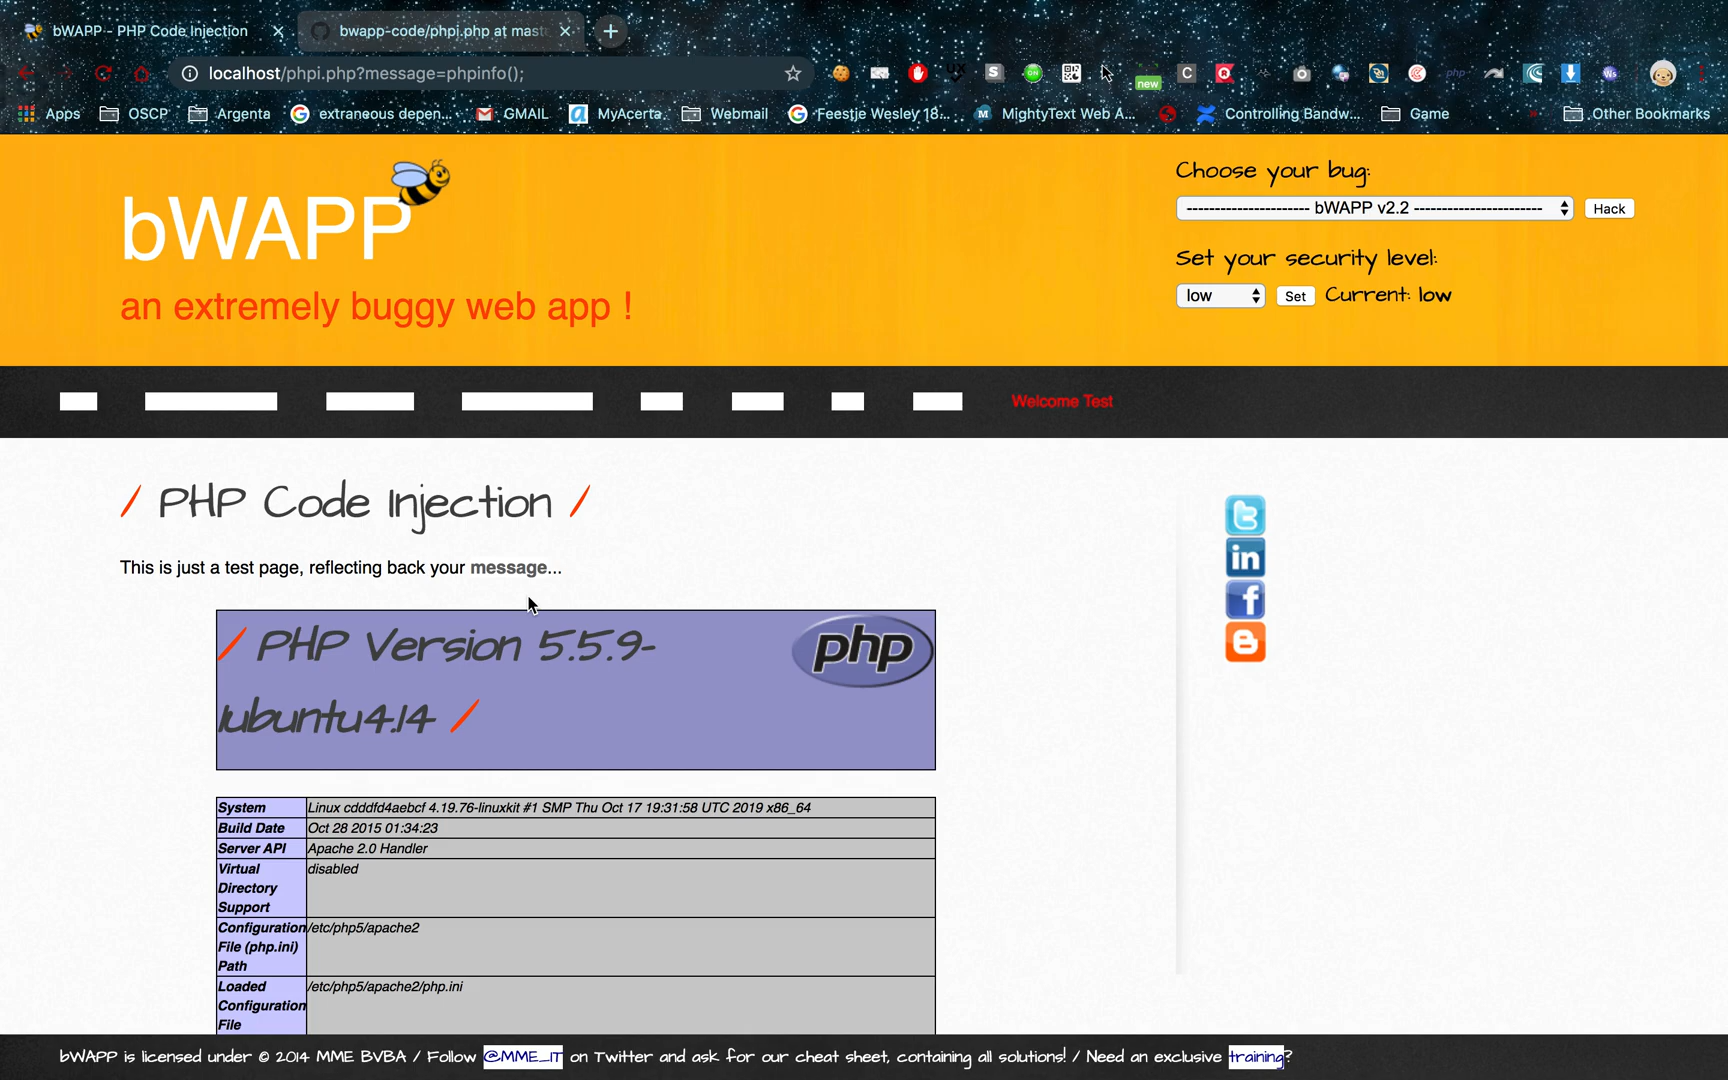 bWAPP - PHP Code Injection
bwapp-code/phpi.php at mast
localhost/phpi.php?message=phpinfo();
new
Apps
OSCP
Argenta
extraneous depen...
GMAIL
MyAcerta
Webmail
Feestje Wesley 18...
MightyText Web A...
Controlling Bandw...
Game
»
Other Bookmarks
bWAPP
an extremely buggy web app !
Choose your bug:
---------------------- bWAPP v2.2 -----------------------
Hack
Set your security level:
low
Set
Current: low
Welcome Test
/ PHP Code Injection /
This is just a test page, reflecting back your message...
/ PHP Version 5.5.9-
1ubuntu4.14 /
php
System
Linux cdddfd4aebcf 4.19.76-linuxkit #1 SMP Thu Oct 17 19:31:58 UTC 2019 x86_64
Build Date
Oct 28 2015 01:34:23
Server API
Apache 2.0 Handler
Virtual
Directory
Support
disabled
Configuration
File (php.ini)
Path
/etc/php5/apache2
Loaded
Configuration
File
/etc/php5/apache2/php.ini
bWAPP is licensed under © 2014 MME BVBA / Follow @MME_IT on Twitter and ask for our cheat sheet, containing all solutions! / Need an exclusive training?